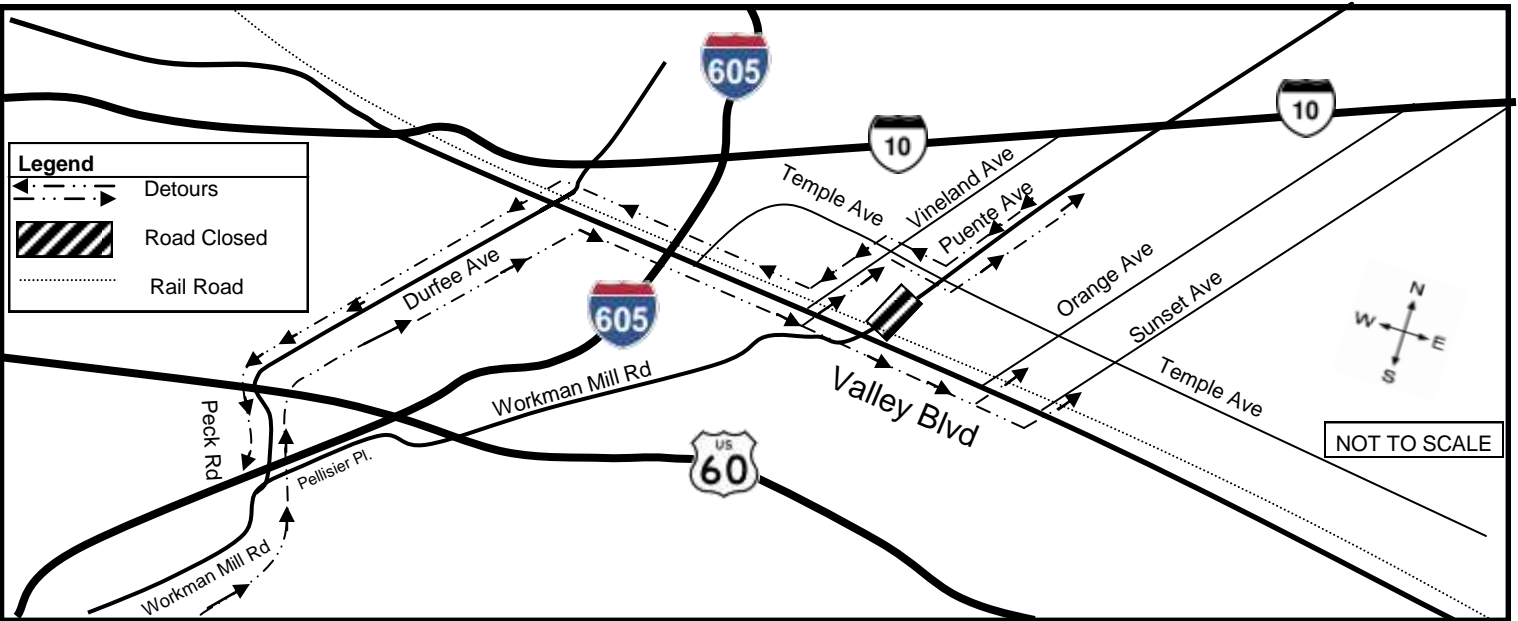 605
10
10
Legend
Detours
Road Closed
Rail Road
Temple Ave
Vineland Ave
Puente Ave
Durfee Ave
Orange Ave
Sunset Ave
605
N
W
E
S
Workman Mill Rd
Valley Blvd
Temple Ave
Peck Rd
NOT TO SCALE
Pellisier Pl.
US
60
Workman Mill Rd